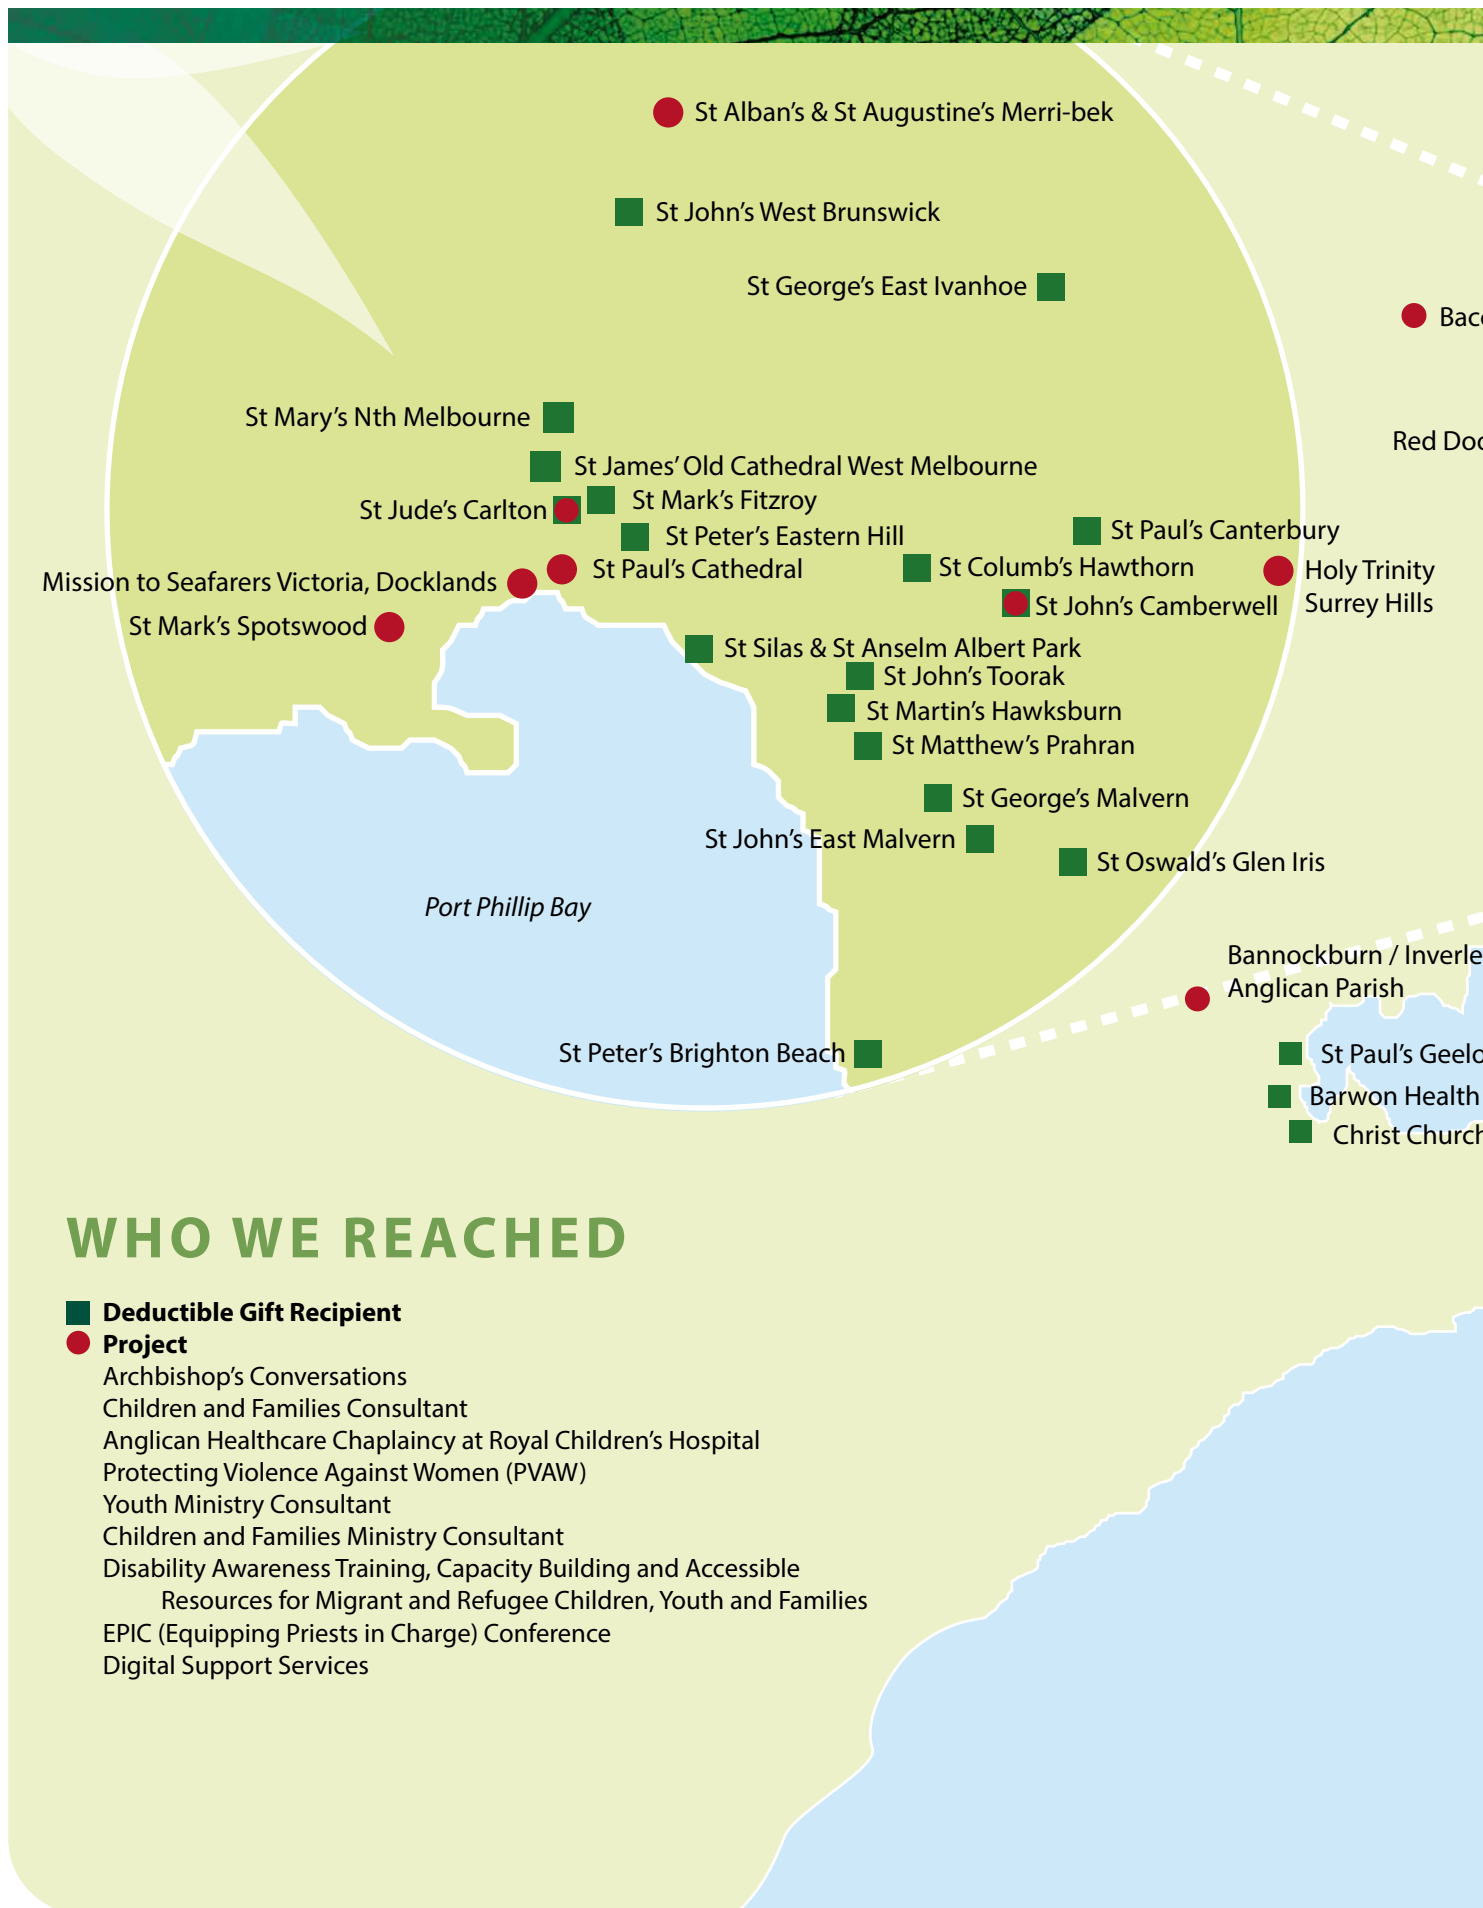 St Alban’s & St Augustine’s Merri-bek
St John’s West Brunswick
St George’s East Ivanhoe
St Mary’s Nth Melbourne
St James’ Old Cathedral West Melbourne
St Mark’s Fitzroy
St Jude’s Carlton
St Peter’s Eastern Hill
St Paul’s Canterbury
St Paul’s Cathedral
St Columb’s Hawthorn
Holy Trinity
Surrey Hills
Mission to Seafarers Victoria, Docklands
St John’s Camberwell
St Mark’s Spotswood
St Silas & St Anselm Albert Park
St John’s Toorak
St Martin’s Hawksburn
St Matthew’s Prahran
St George’s Malvern
St John’s East Malvern
St Oswald’s Glen Iris
Port Phillip Bay
St Peter’s Brighton Beach
Red
Bannockburn /
Anglican Parish
St Paul’s
Barwon Health
Christ
WHO WE REACHED
Deductible Gift Recipient
Project
Archbishop’s Conversations
Children and Families Consultant
Anglican Healthcare Chaplaincy at Royal Children’s Hospital
Protecting Violence Against Women (PVAW)
Youth Ministry Consultant
Children and Families Ministry Consultant
Disability Awareness Training, Capacity Building and Accessible
Resources for Migrant and Refugee Children, Youth and Families
EPIC (Equipping Priests in Charge) Conference
Digital Support Services